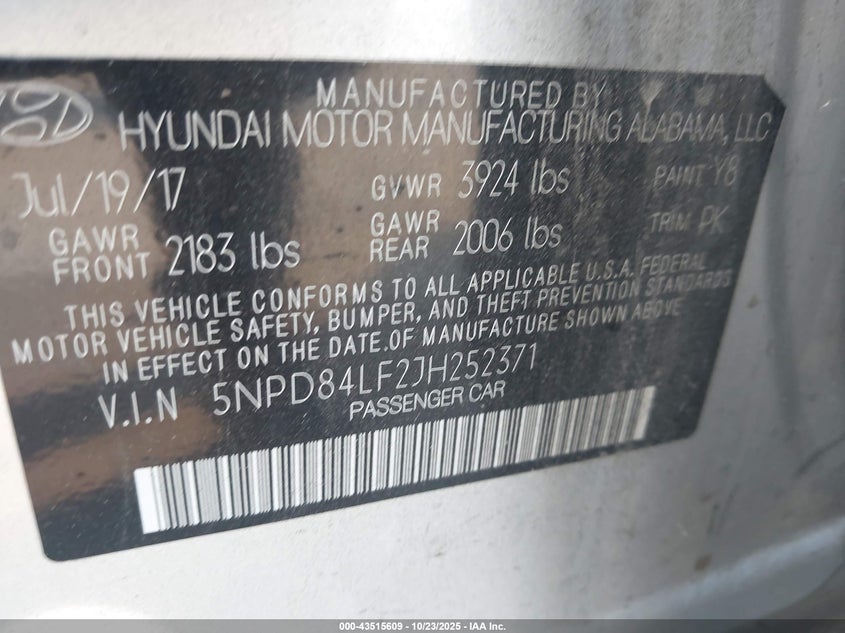 MANUFACTURED BY
HYUNDAI MOTOR MANUFACTURING ALABAMA, LLC
Jul/19/17 GVWR 3924 lbs PAINT Y8
GAWR FRONT 2183 lbs GAWR REAR 2006 lbs TRIM PK
THIS VEHICLE CONFORMS TO ALL APPLICABLE U.S.A. FEDERAL
MOTOR VEHICLE SAFETY, BUMPER, AND THEFT PREVENTION STANDARDS
IN EFFECT ON THE DATE.OF MANUFACTURE SHOWN ABOVE
V.I.N 5NPD84LF2JH252371
PASSENGER CAR
000-43515609 - 10/23/2025 - IAA Inc.